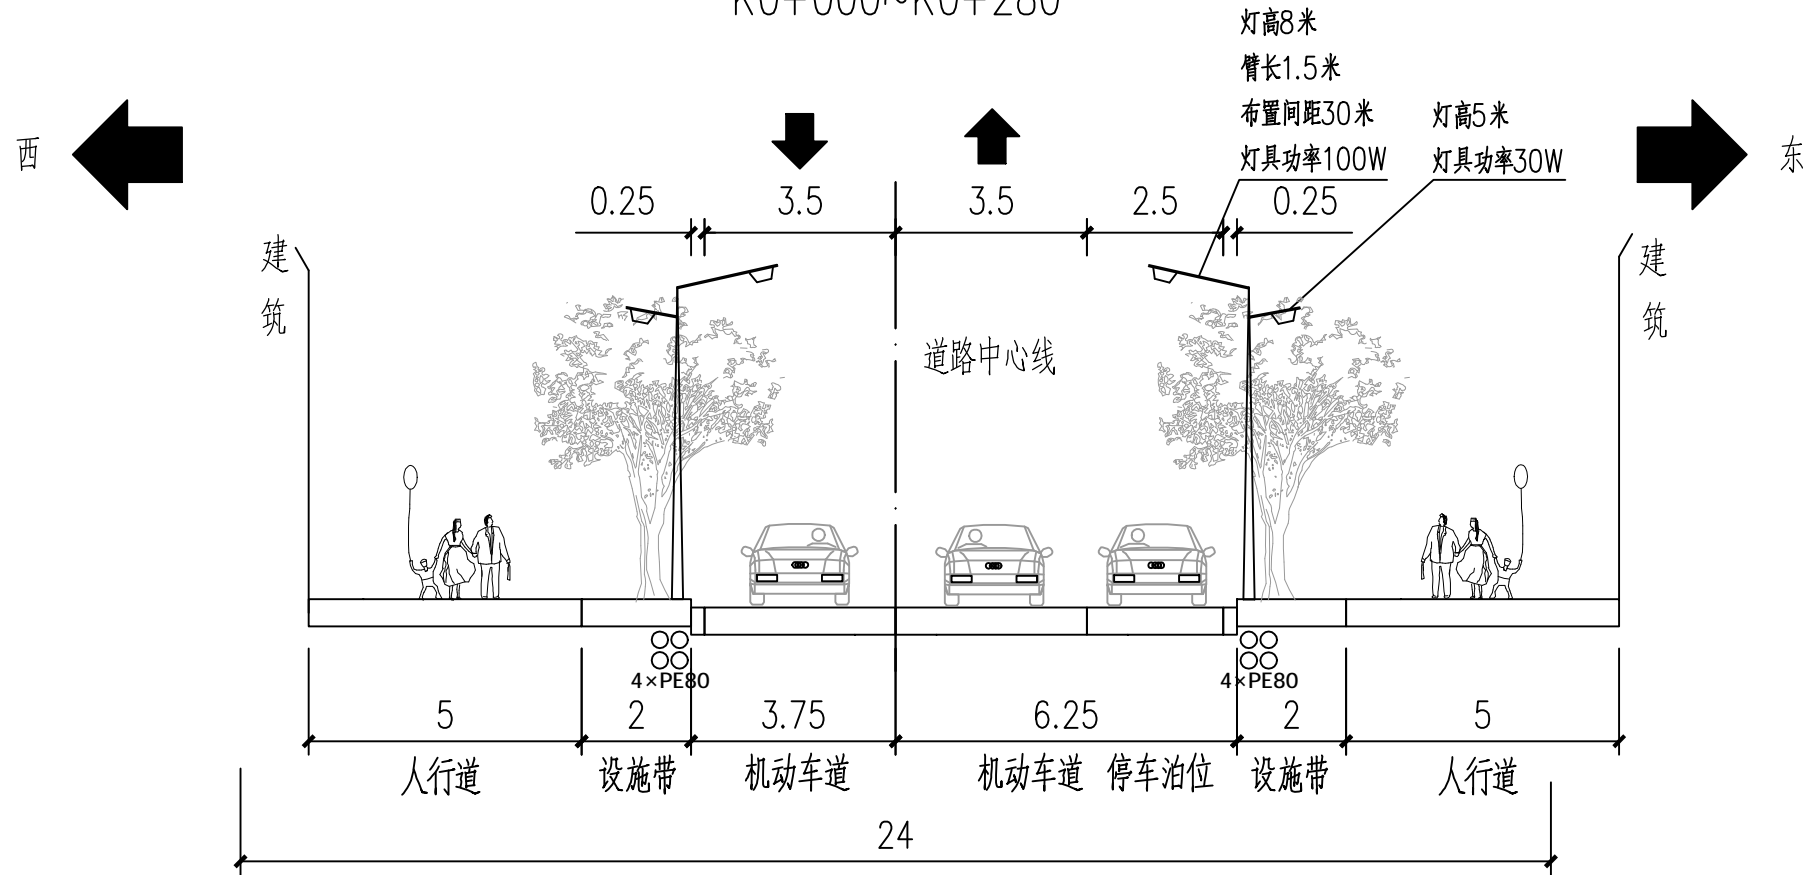 K0+000~K0+280
灯高8米
臂长1.5米
布置间距30米
灯具功率100W
灯高5米
灯具功率30W
西
东
0.25
3.5
3.5
2.5
0.25
建筑
建筑
道路中心线
4×PE80
4×PE80
5
2
3.75
6.25
2
5
人行道
设施带
机动车道
机动车道
停车泊位
设施带
人行道
24